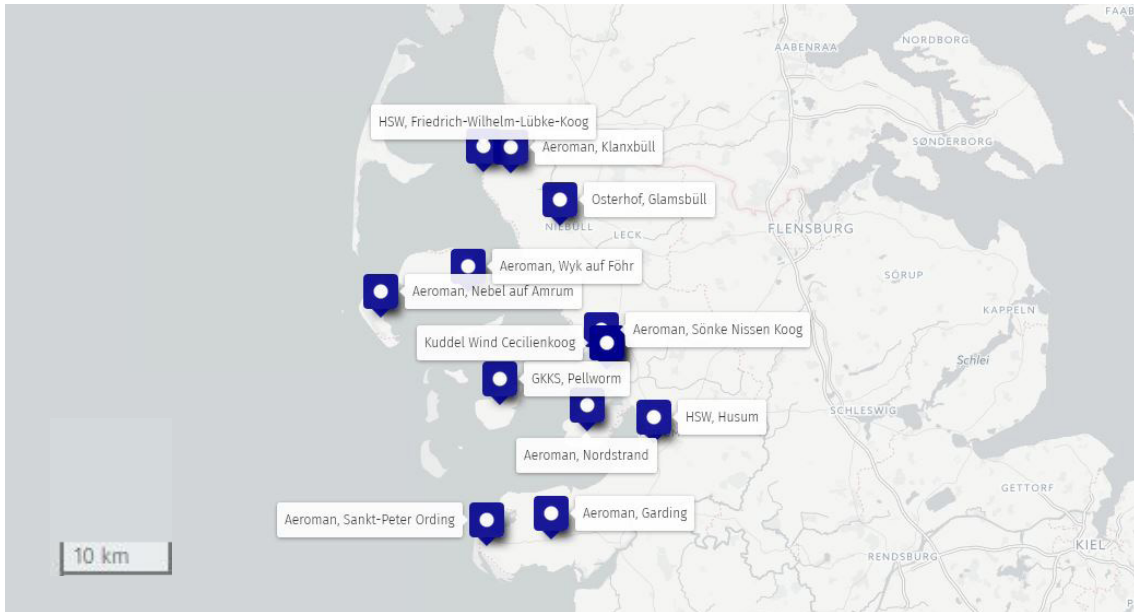 FAAB
NORDBORG
AABENRAA
HSW, Friedrich-Wilhelm-Lübke-Koog
SØNDERBORG
Aeroman, Klanxbüll
Osterhof, Glamsbüll
NIEBÜLL
LECK
FLENSBURG
Aeroman, Wyk auf Föhr
SÖRUP
Aeroman, Nebel auf Amrum
KAPPELN
Aeroman, Sönke Nissen Koog
Kuddel Wind Cecilienkoog
Schlei
GKKS, Pellworm
SCHLESWIG
HSW, Husum
Aeroman, Nordstrand
GETTORF
Aeroman, Sankt-Peter Ording
Aeroman, Garding
KIEL
10 km
RENDSBURG